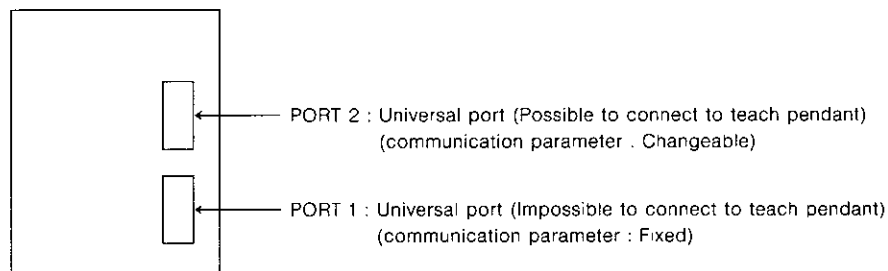 PORT 2 : Universal port (Possible to connect to teach pendant)
(communication parameter . Changeable)
PORT 1 : Universal port (Impossible to connect to teach pendant)
(communication parameter : Fixed)